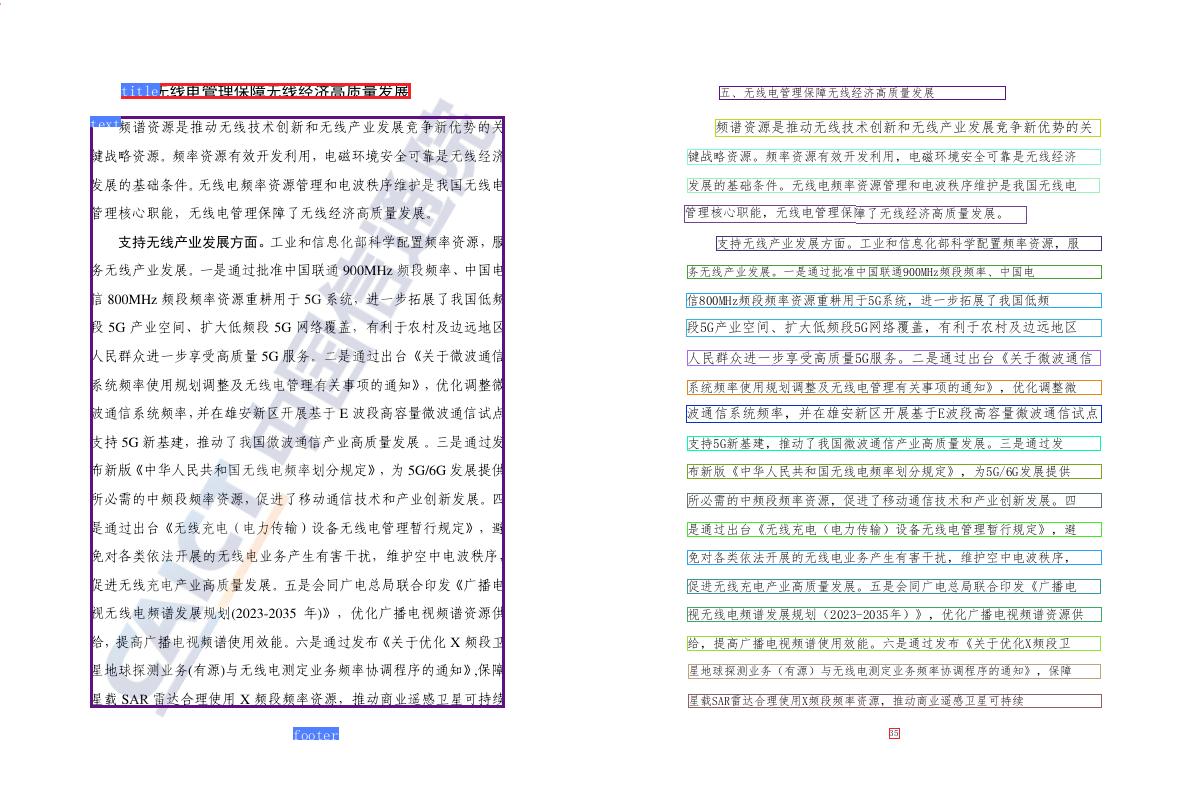 title无线电管理保障无线经济高质量发展
text频谱资源是推动无线技术创新和无线产业发展竞争新优势的关
键战略资源。频率资源有效开发利用，电磁环境安全可靠是无线经济
发展的基础条件。无线电频率资源管理和电波秩序维护是我国无线电
管理核心职能，无线电管理保障了无线经济高质量发展。
支持无线产业发展方面。工业和信息化部科学配置频率资源，服
务无线产业发展。一是通过批准中国联通 900MHz 频段频率、中国电
信 800MHz 频段频率资源重耕用于 5G 系统，进一步拓展了我国低频
段 5G 产业空间、扩大低频段 5G 网络覆盖，有利于农村及边远地区
人民群众进一步享受高质量 5G 服务。二是通过出台《关于微波通信
系统频率使用规划调整及无线电管理有关事项的通知》，优化调整微
波通信系统频率，并在雄安新区开展基于 E 波段高容量微波通信试点
支持 5G 新基建，推动了我国微波通信产业高质量发展 。三是通过发
布新版《中华人民共和国无线电频率划分规定》，为 5G/6G 发展提供
所必需的中频段频率资源，促进了移动通信技术和产业创新发展。四
是通过出台《无线充电（电力传输）设备无线电管理暂行规定》，避
免对各类依法开展的无线电业务产生有害干扰，维护空中电波秩序，
促进无线充电产业高质量发展。五是会同广电总局联合印发《广播电
视无线电频谱发展规划(2023-2035 年)》，优化广播电视频谱资源供
给，提高广播电视频谱使用效能。六是通过发布《关于优化 X 频段卫
星地球探测业务(有源)与无线电测定业务频率协调程序的通知》,保障
星载 SAR 雷达合理使用 X 频段频率资源，推动商业遥感卫星可持续
footer
CAICT 中国信通院
五、无线电管理保障无线经济高质量发展
频谱资源是推动无线技术创新和无线产业发展竞争新优势的关
键战略资源。频率资源有效开发利用，电磁环境安全可靠是无线经济
发展的基础条件。无线电频率资源管理和电波秩序维护是我国无线电
管理核心职能，无线电管理保障了无线经济高质量发展。
支持无线产业发展方面。工业和信息化部科学配置频率资源，服
务无线产业发展。一是通过批准中国联通900MHz频段频率、中国电
信800MHz频段频率资源重耕用于5G系统，进一步拓展了我国低频
段5G产业空间、扩大低频段5G网络覆盖，有利于农村及边远地区
人民群众进一步享受高质量5G服务。二是通过出台《关于微波通信
系统频率使用规划调整及无线电管理有关事项的通知》，优化调整微
波通信系统频率，并在雄安新区开展基于E波段高容量微波通信试点
支持5G新基建，推动了我国微波通信产业高质量发展。三是通过发
布新版《中华人民共和国无线电频率划分规定》，为5G/6G发展提供
所必需的中频段频率资源，促进了移动通信技术和产业创新发展。四
是通过出台《无线充电（电力传输）设备无线电管理暂行规定》，避
免对各类依法开展的无线电业务产生有害干扰，维护空中电波秩序，
促进无线充电产业高质量发展。五是会同广电总局联合印发《广播电
视无线电频谱发展规划（2023-2035年）》，优化广播电视频谱资源供
给，提高广播电视频谱使用效能。六是通过发布《关于优化X频段卫
星地球探测业务（有源）与无线电测定业务频率协调程序的通知》，保障
星载SAR雷达合理使用X频段频率资源，推动商业遥感卫星可持续
35